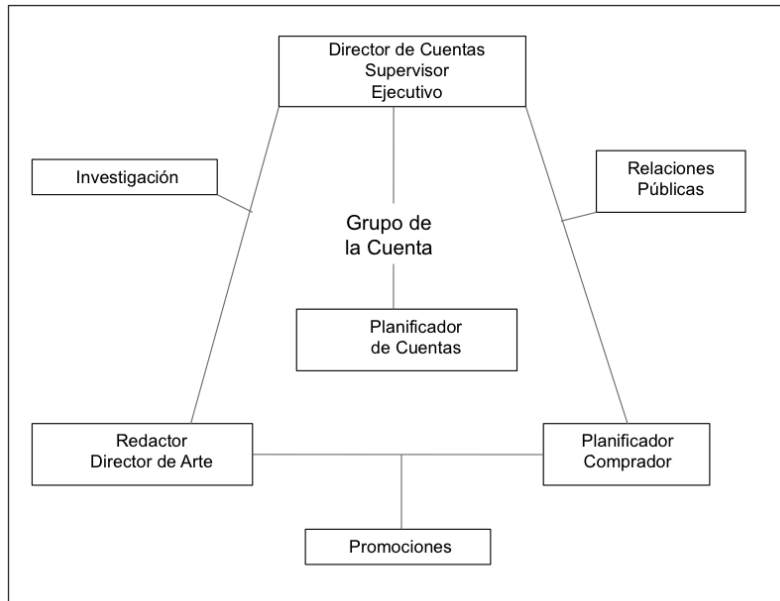 Director de Cuentas
Supervisor
Ejecutivo
Investigación
Relaciones
Públicas
Grupo de
la Cuenta
Planificador
de Cuentas
Redactor
Director de Arte
Planificador
Comprador
Promociones